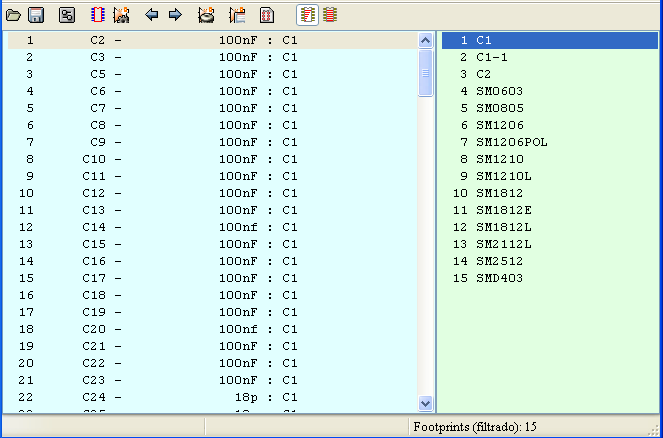 1 C2 - 100nF : C1
2 C3 - 100nF : C1
3 C5 - 100nF : C1
4 C6 - 100nF : C1
5 C7 - 100nF : C1
6 C8 - 100nF : C1
7 C9 - 100nF : C1
8 C10 - 100nF : C1
9 C11 - 100nF : C1
10 C12 - 100nF : C1
11 C13 - 100nF : C1
12 C14 - 100nf : C1
13 C15 - 100nF : C1
14 C16 - 100nF : C1
15 C17 - 100nF : C1
16 C18 - 100nF : C1
17 C19 - 100nF : C1
18 C20 - 100nf : C1
19 C21 - 100nF : C1
20 C22 - 100nF : C1
21 C23 - 100nF : C1
22 C24 - 18p : C1
1 C1
2 C1-1
3 C2
4 SM0603
5 SM0805
6 SM1206
7 SM1206POL
8 SM1210
9 SM1210L
10 SM1812
11 SM1812E
12 SM1812L
13 SM2112L
14 SM2512
15 SMD403
Footprints (filtrado): 15